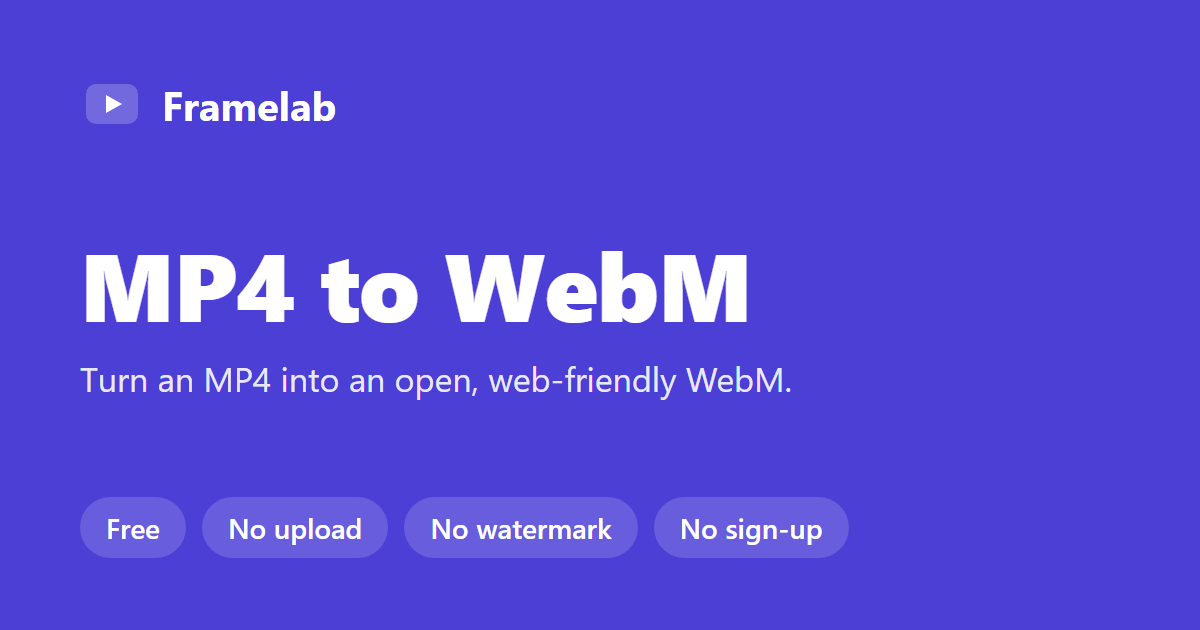 Framelab
MP4 to WebM
Turn an MP4 into an open, web-friendly WebM.
Free No upload No watermark No sign-up